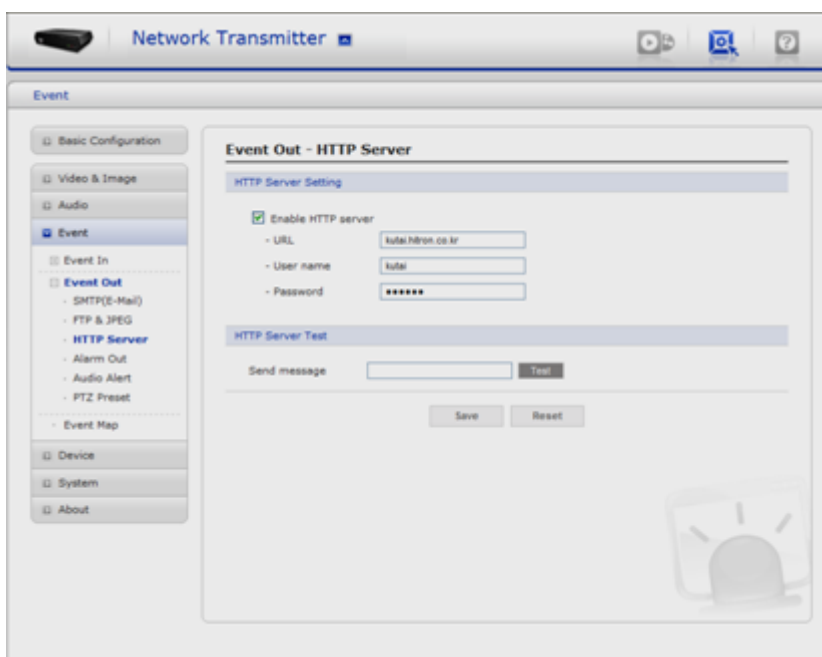 Network Transmitter
?
Event
Basic Configuration
Video & Image
Audio
Event
Event In
Event Out
- SMTP(E-Mail)
- FTP & JPEG
- HTTP Server
- Alarm Out
- Audio Alert
- PTZ Preset
- Event Map
Device
System
About
Event Out - HTTP Server
HTTP Server Setting
Enable HTTP server
- URL kutai.hitron.co.kr
- User name kutai
- Password ••••••
HTTP Server Test
Send message Test
Save Reset